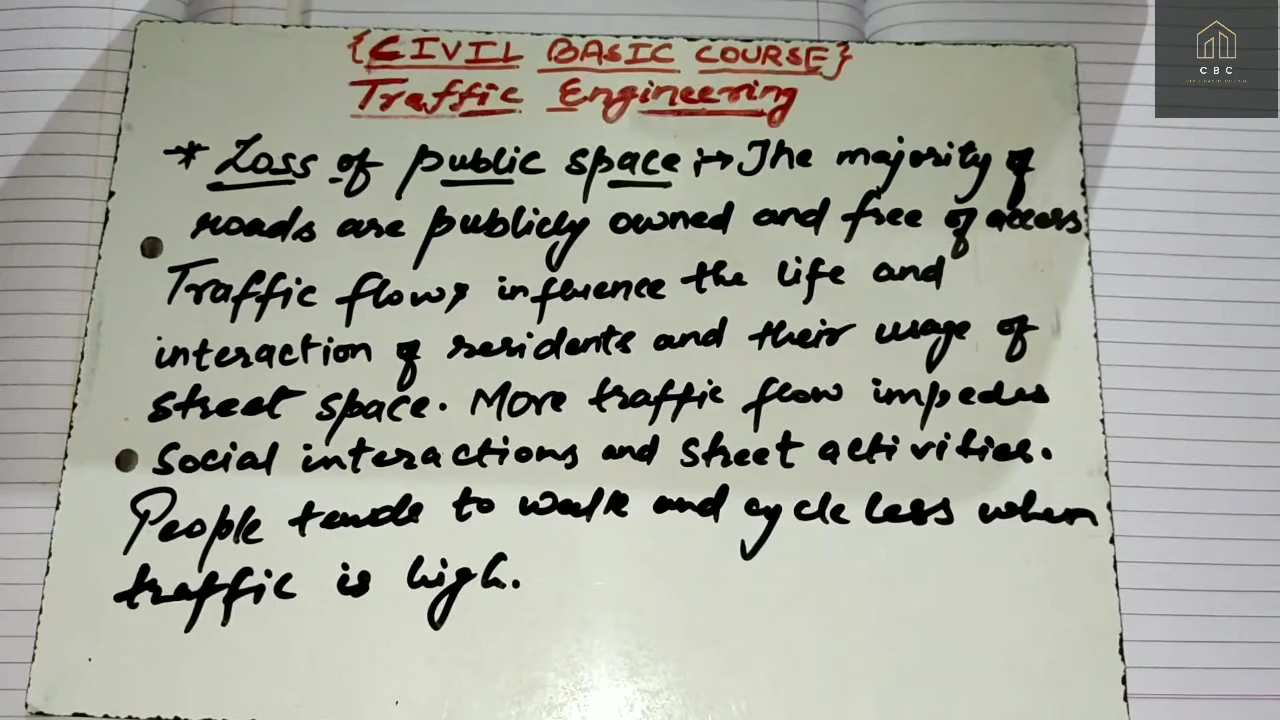 {CIVIL BASIC COURSE}
Traffic Engineering
CBC
* Loss of public space :→ The majority of
roads are publicly owned and free of access
Traffic flows influence the life and
interaction of residents and their usage of
street space. More traffic flow impedes
Social interactions and street activities.
People tends to walk and cycle less when
traffic is high.